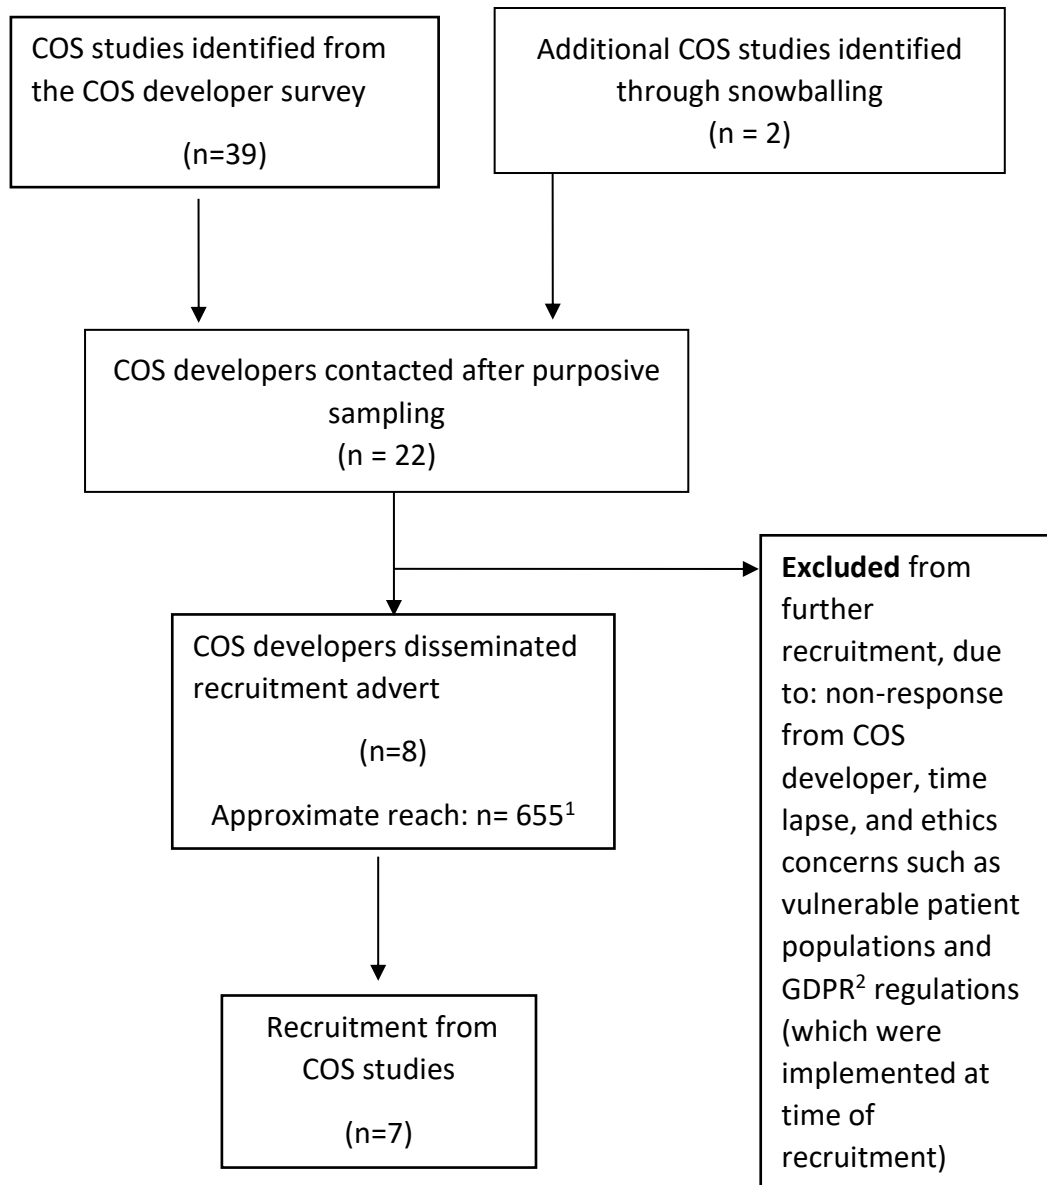 COS studies identified from
the COS developer survey
(n=39)
Additional COS studies identified
through snowballing
(n = 2)
COS developers contacted after purposive
sampling
(n = 22)
COS developers disseminated
recruitment advert
(n=8)
Approximate reach: n= 655¹
Recruitment from
COS studies
(n=7)
Excluded from
further
recruitment, due
to: non-response
from COS
developer, time
lapse, and ethics
concerns such as
vulnerable patient
populations and
GDPR² regulations
(which were
implemented at
time of
recruitment)